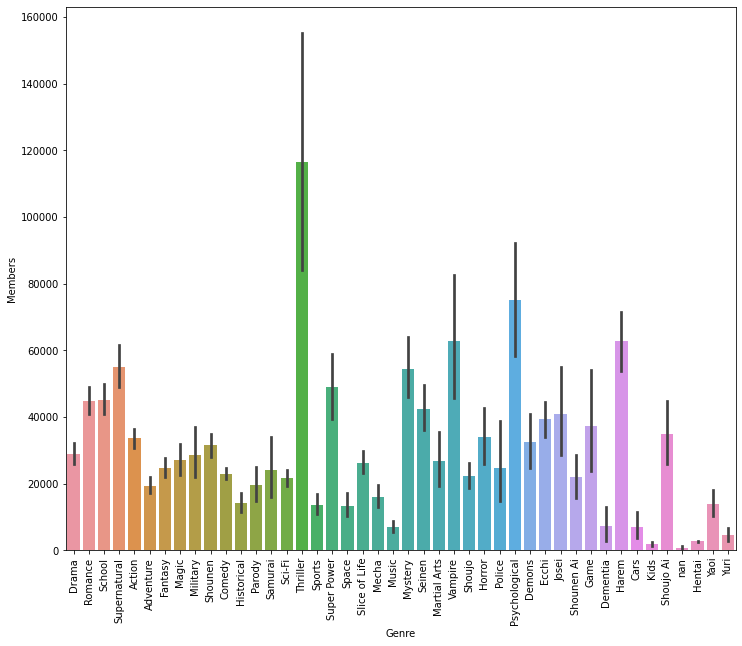 160000
140000
120000
100000
80000
60000
40000
20000
0
Members
Drama
Romance
School
Supernatural
Action
Adventure
Fantasy
Magic
Military
Shounen
Comedy
Historical
Parody
Samurai
Sci-Fi
Thriller
Sports
Super Power
Space
Slice of Life
Mecha
Music
Mystery
Seinen
Martial Arts
Vampire
Shoujo
Horror
Police
Psychological
Demons
Ecchi
Josei
Shounen Ai
Game
Dementia
Harem
Cars
Kids
Shoujo Ai
nan
Hentai
Yaoi
Yuri
Genre